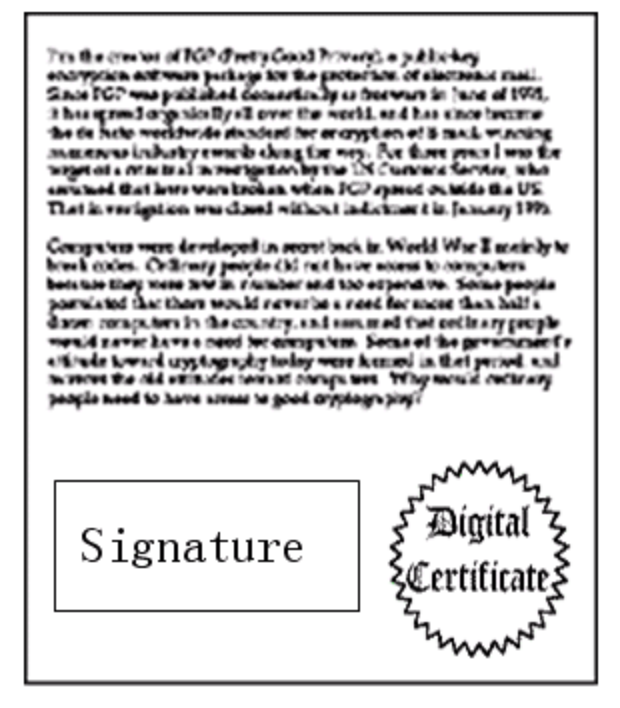 I'm the creator of PGP (Pretty Good Privacy), a public-key
encryption software package for the protection of electronic mail.
Since PGP was published domestically as freeware in June of 1991,
it has spread organically all over the world, and has since become
the de facto worldwide standard for encryption of E-mail, winning
numerous industry awards along the way. For three years I was the
target of a criminal investigation by the US Customs Service, who
assumed that laws were broken when PGP spread outside the US.
That investigation was closed without indictment in January 1996.
Computers were developed in secret back in World War II mainly to
break codes. Ordinary people did not have access to computers
because they were few in number and too expensive. Some people
postulated that there would never be a need for more than half a
dozen computers in the country, and assumed that ordinary people
would never have a need for computers. Some of the government's
attitude toward cryptography today were formed in that period, and
the old attitudes toward computers. Why would ordinary
people need to have access to good cryptography?
Signature
Digital
Certificate